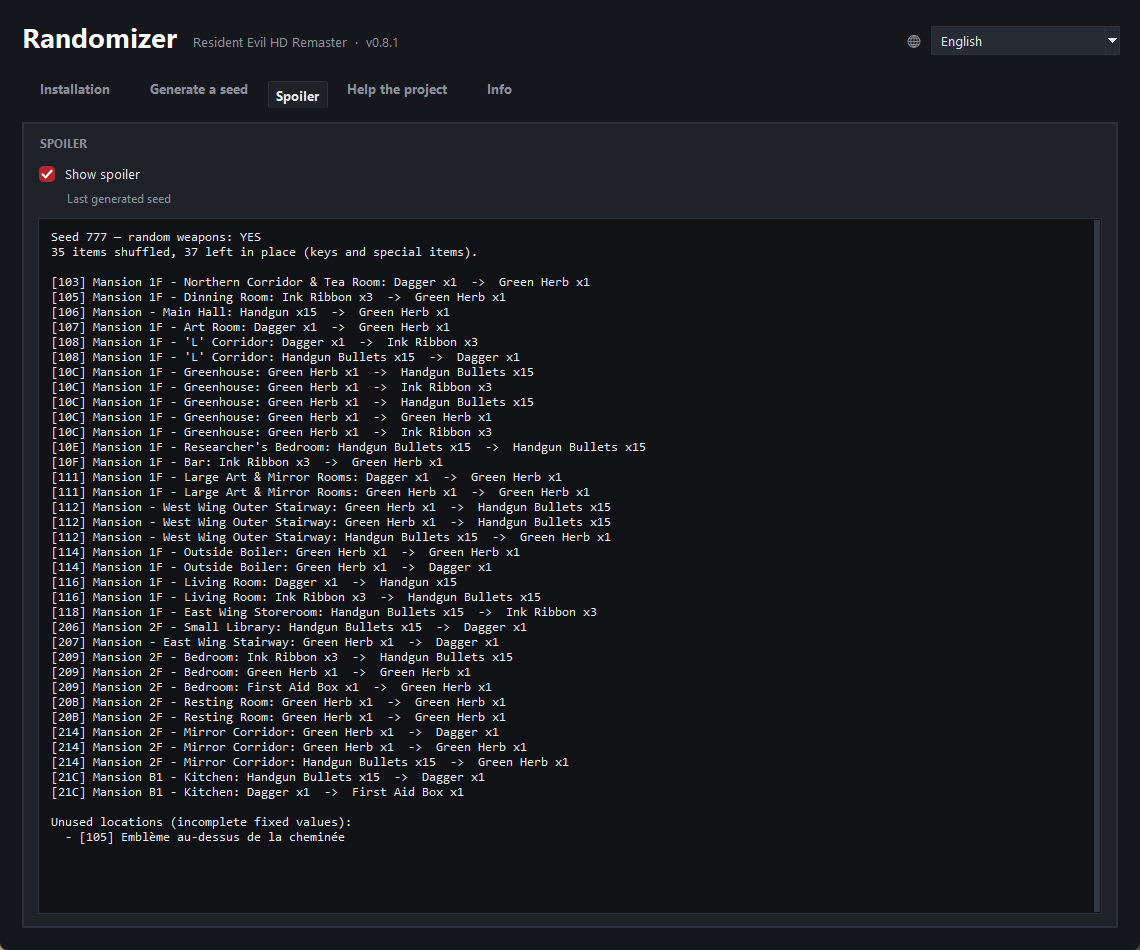 Randomizer Resident Evil HD Remaster · v0.8.1
English
Installation Generate a seed Spoiler Help the project Info
SPOILER
Show spoiler
Last generated seed
Seed 777 — random weapons: YES
35 items shuffled, 37 left in place (keys and special items).
[103] Mansion 1F - Northern Corridor & Tea Room: Dagger x1 -> Green Herb x1
[105] Mansion 1F - Dinning Room: Ink Ribbon x3 -> Green Herb x1
[106] Mansion - Main Hall: Handgun x15 -> Green Herb x1
[107] Mansion 1F - Art Room: Dagger x1 -> Green Herb x1
[108] Mansion 1F - 'L' Corridor: Dagger x1 -> Ink Ribbon x3
[108] Mansion 1F - 'L' Corridor: Handgun Bullets x15 -> Dagger x1
[10C] Mansion 1F - Greenhouse: Green Herb x1 -> Handgun Bullets x15
[10C] Mansion 1F - Greenhouse: Green Herb x1 -> Ink Ribbon x3
[10C] Mansion 1F - Greenhouse: Green Herb x1 -> Handgun Bullets x15
[10C] Mansion 1F - Greenhouse: Green Herb x1 -> Green Herb x1
[10C] Mansion 1F - Greenhouse: Green Herb x1 -> Ink Ribbon x3
[10E] Mansion 1F - Researcher's Bedroom: Handgun Bullets x15 -> Handgun Bullets x15
[10F] Mansion 1F - Bar: Ink Ribbon x3 -> Green Herb x1
[111] Mansion 1F - Large Art & Mirror Rooms: Dagger x1 -> Green Herb x1
[111] Mansion 1F - Large Art & Mirror Rooms: Green Herb x1 -> Green Herb x1
[112] Mansion - West Wing Outer Stairway: Green Herb x1 -> Handgun Bullets x15
[112] Mansion - West Wing Outer Stairway: Green Herb x1 -> Handgun Bullets x15
[112] Mansion - West Wing Outer Stairway: Handgun Bullets x15 -> Green Herb x1
[114] Mansion 1F - Outside Boiler: Green Herb x1 -> Green Herb x1
[114] Mansion 1F - Outside Boiler: Green Herb x1 -> Dagger x1
[116] Mansion 1F - Living Room: Dagger x1 -> Handgun x15
[116] Mansion 1F - Living Room: Ink Ribbon x3 -> Handgun Bullets x15
[118] Mansion 1F - East Wing Storeroom: Handgun Bullets x15 -> Ink Ribbon x3
[206] Mansion 2F - Small Library: Handgun Bullets x15 -> Dagger x1
[207] Mansion - East Wing Stairway: Green Herb x1 -> Dagger x1
[209] Mansion 2F - Bedroom: Ink Ribbon x3 -> Handgun Bullets x15
[209] Mansion 2F - Bedroom: Green Herb x1 -> Green Herb x1
[209] Mansion 2F - Bedroom: First Aid Box x1 -> Green Herb x1
[20B] Mansion 2F - Resting Room: Green Herb x1 -> Green Herb x1
[20B] Mansion 2F - Resting Room: Green Herb x1 -> Green Herb x1
[214] Mansion 2F - Mirror Corridor: Green Herb x1 -> Dagger x1
[214] Mansion 2F - Mirror Corridor: Green Herb x1 -> Green Herb x1
[214] Mansion 2F - Mirror Corridor: Handgun Bullets x15 -> Green Herb x1
[21C] Mansion B1 - Kitchen: Handgun Bullets x15 -> Dagger x1
[21C] Mansion B1 - Kitchen: Dagger x1 -> First Aid Box x1
Unused locations (incomplete fixed values):
- [105] Emblème au-dessus de la cheminée